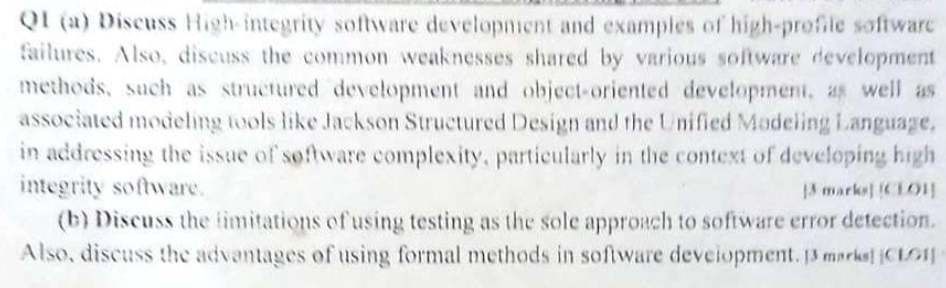 Q1 (a) Discuss High-integrity software development and examples of high-profile software
failures. Also, discuss the common weaknesses shared by various software development
methods, such as structured development and object-oriented development, as well as
associated modeling tools like Jackson Structured Design and the Unified Modeling Language,
in addressing the issue of software complexity, particularly in the context of developing high
integrity software. [3 marks] [CLO1]
(b) Discuss the limitations of using testing as the sole approach to software error detection.
Also, discuss the advantages of using formal methods in software development. [3 marks] [CLO1]